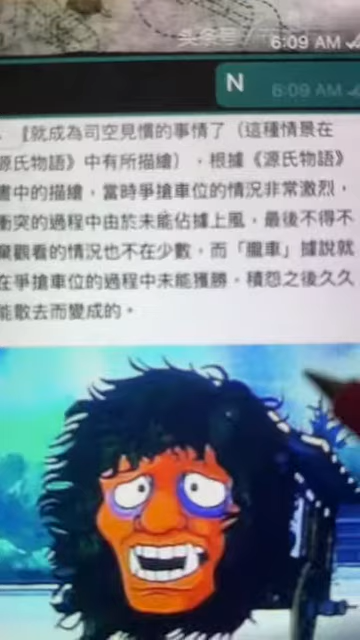 头条号/
6:09 AM
N
6:09 AM
就成為司空見慣的事情了（這種情景在
源氏物語》中有所描繪），根據《源氏物語》
書中的描繪，當時爭搶車位的情況非常激烈，
衝突的過程中由於未能佔據上風，最後不得不
棄觀看的情況也不在少數，而「朧車」據說就
在爭搶車位的過程中未能獲勝，積怨之後久久
能散去而變成的。